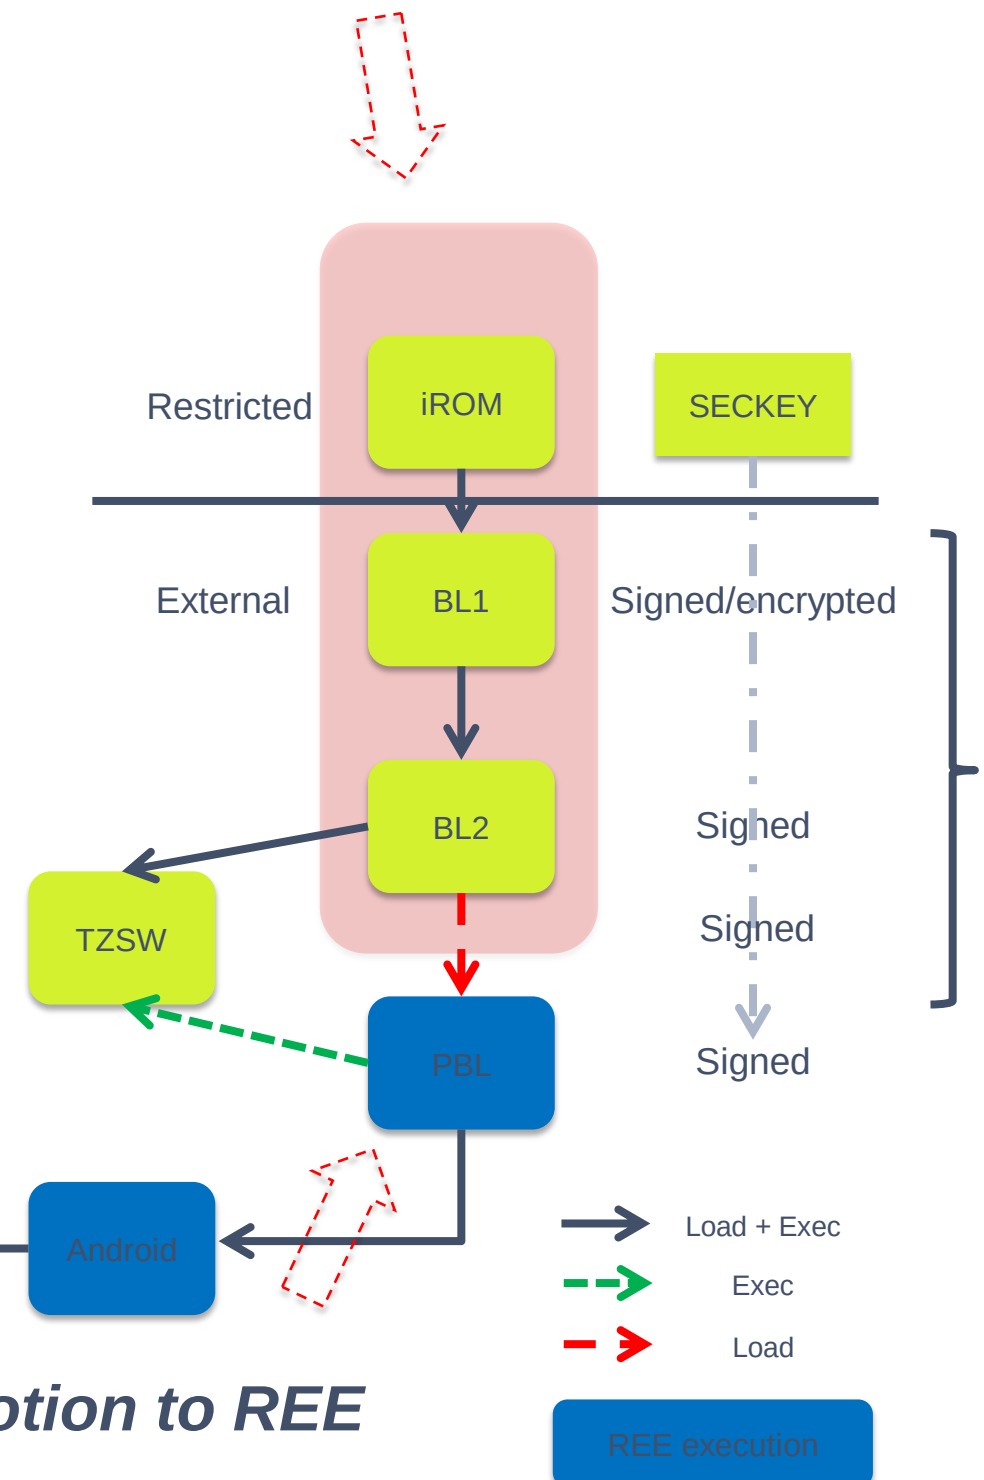 Restricted
iROM
SECKEY
External
BL1
Signed/encrypted
BL2
Signed
TZSW
Signed
PBL
Signed
Android
Load + Exec
Exec
Load
otion to REE
REE execution